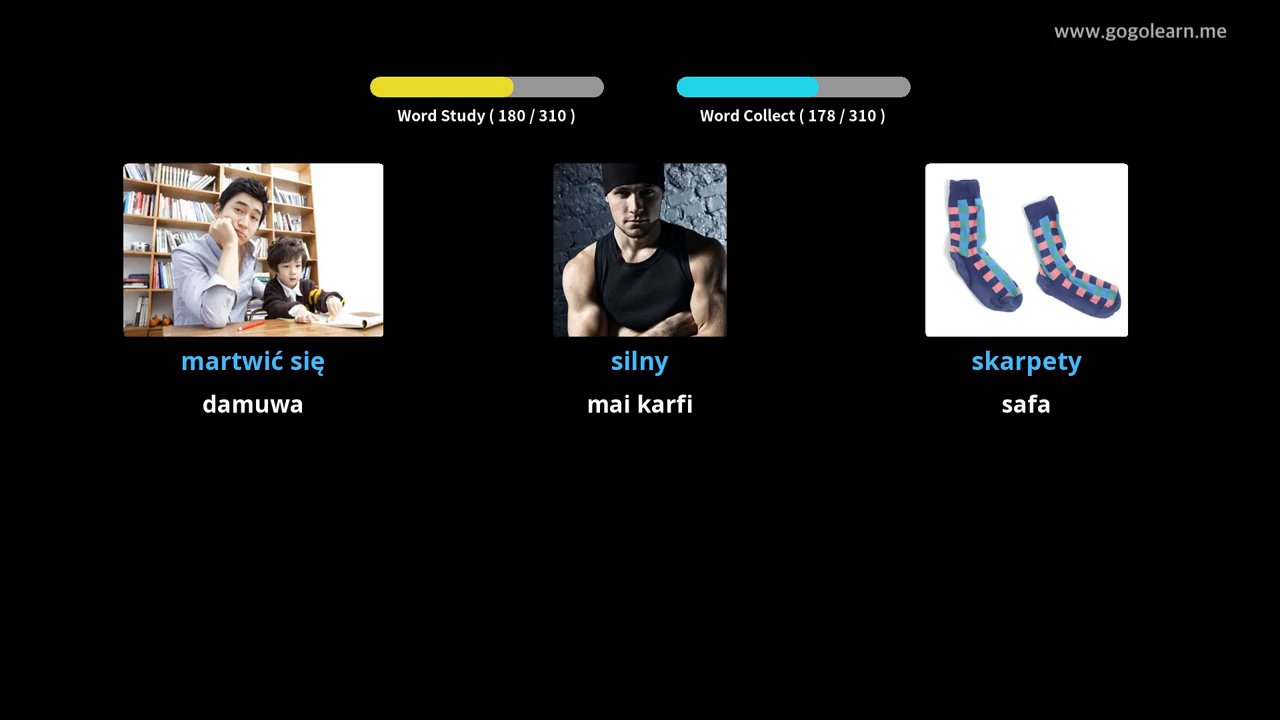 www.gogolearn.me
Word Study ( 180 / 310 )
Word Collect ( 178 / 310 )
martwić się
silny
skarpety
damuwa
mai karfi
safa